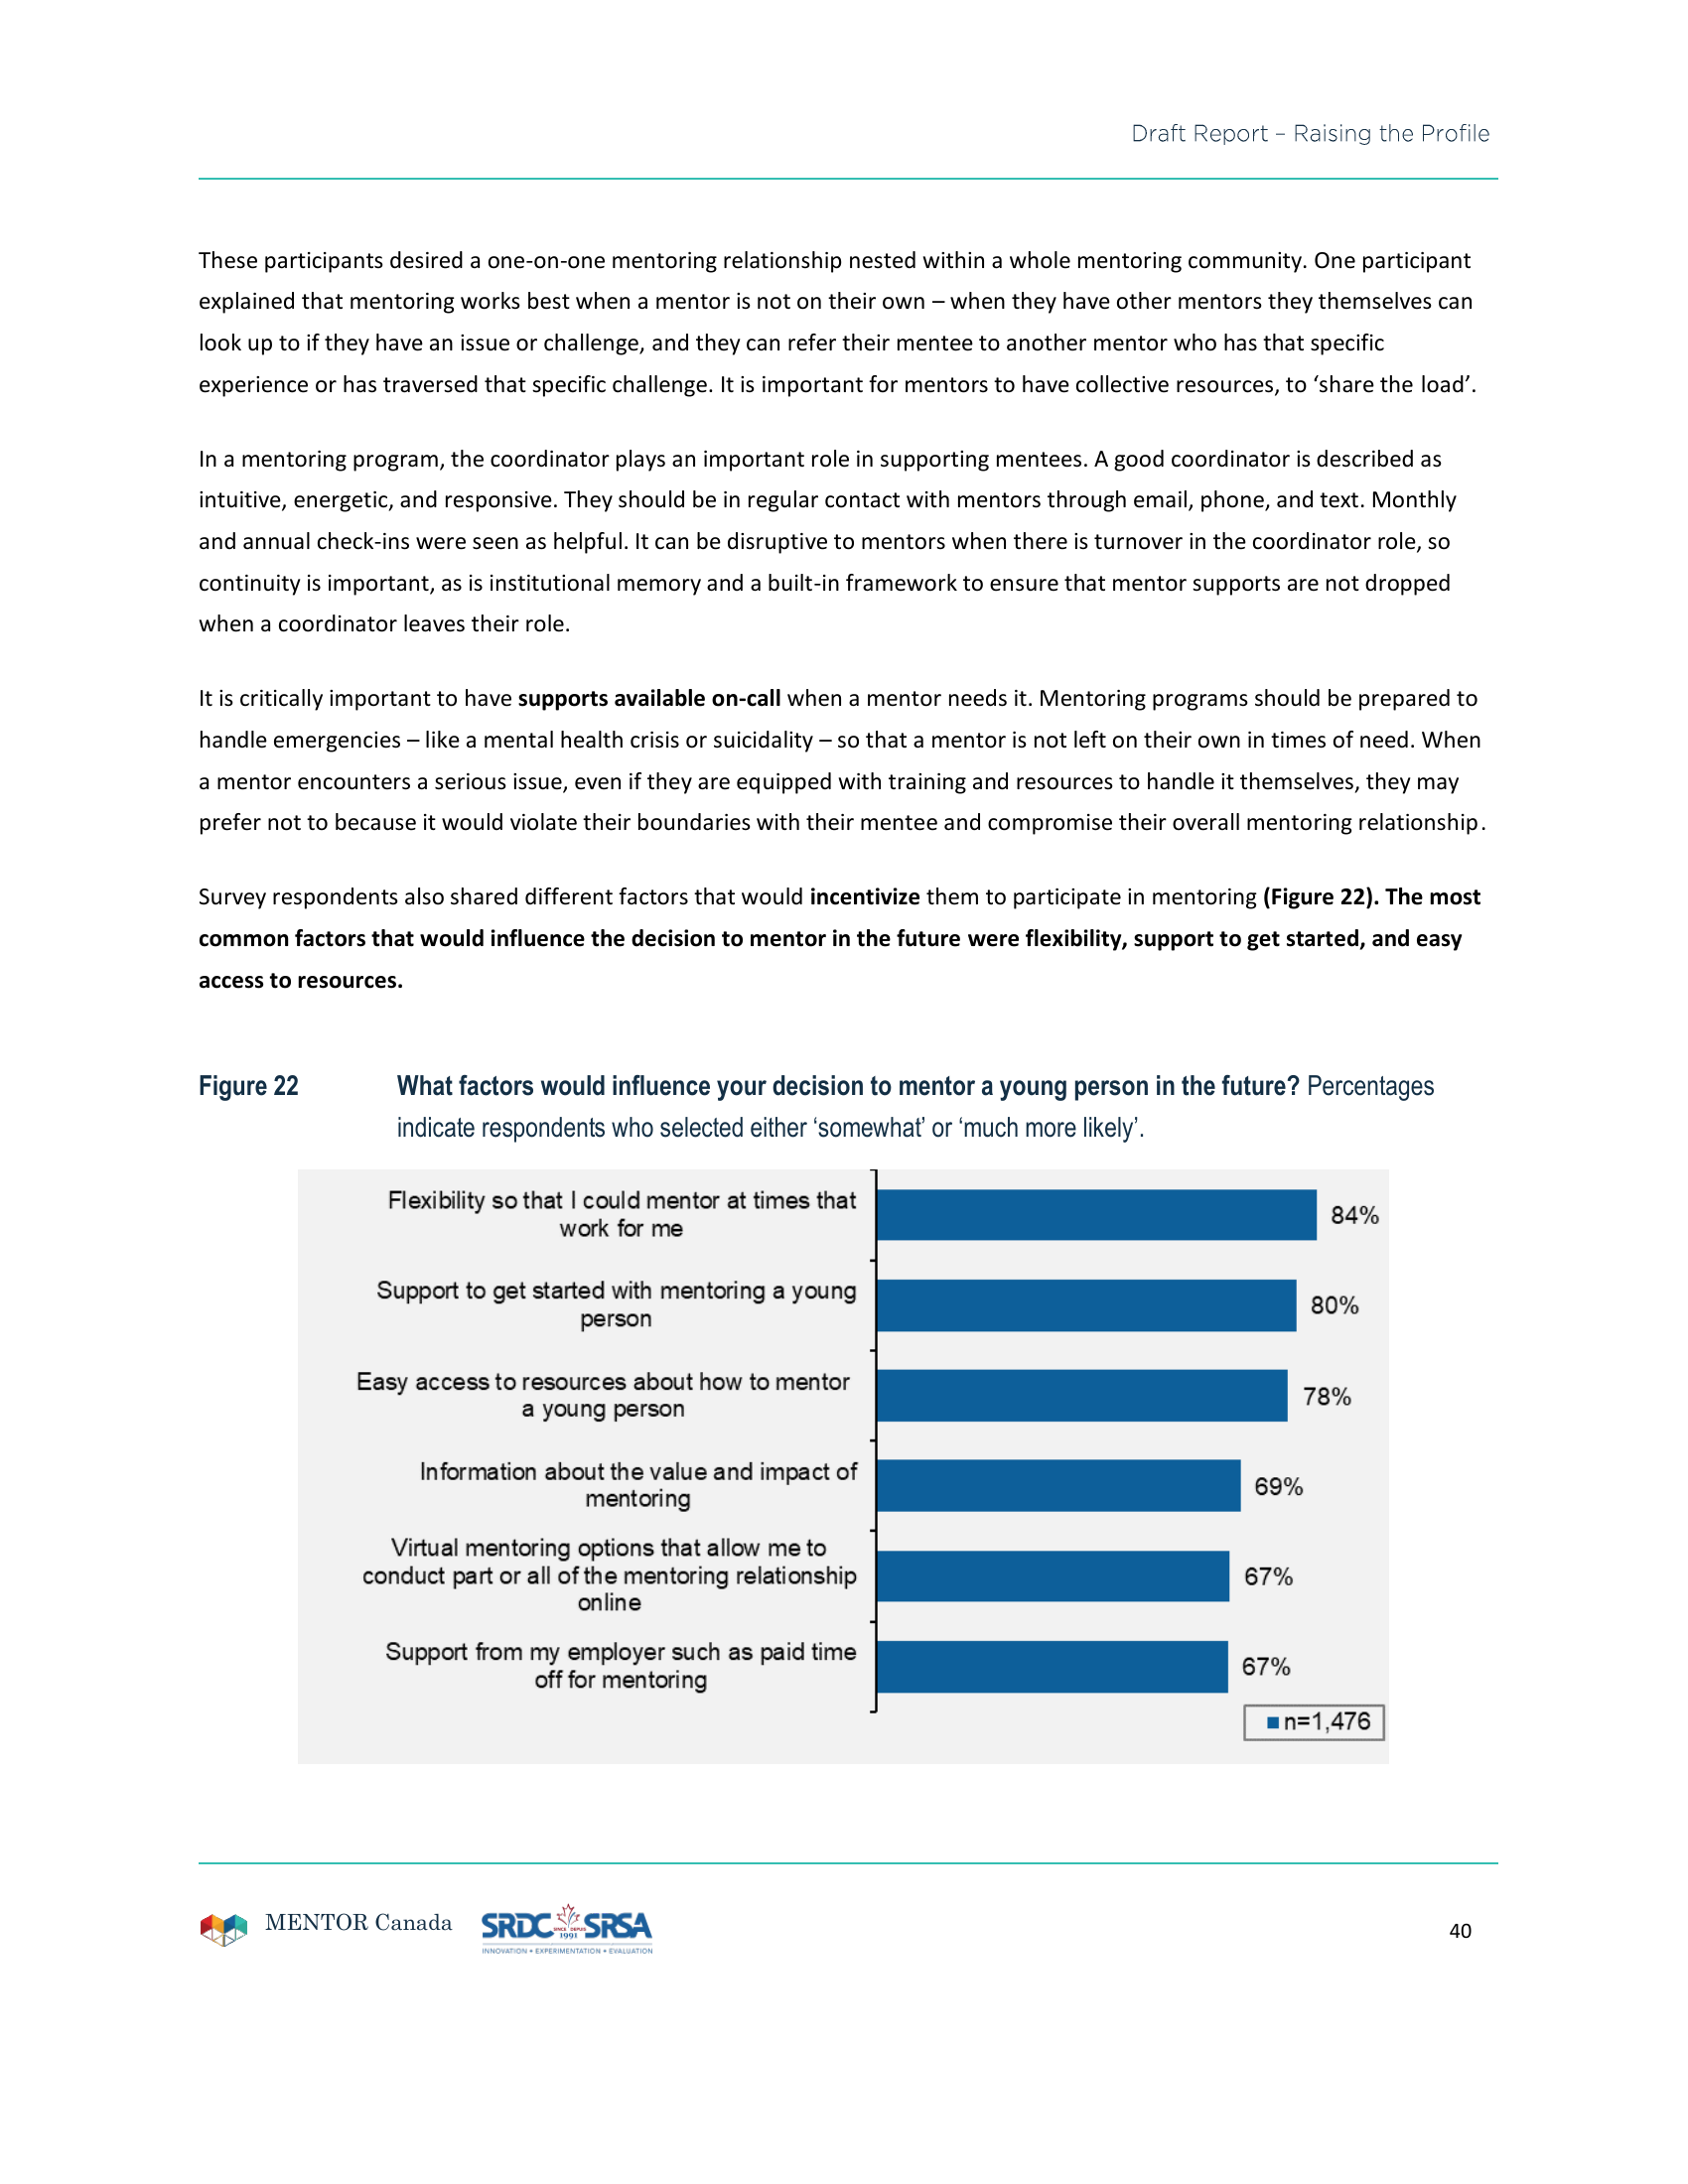 Draft Report – Raising the Profile
These participants desired a one-on-one mentoring relationship nested within a whole mentoring community. One participant
explained that mentoring works best when a mentor is not on their own – when they have other mentors they themselves can
look up to if they have an issue or challenge, and they can refer their mentee to another mentor who has that specific
experience or has traversed that specific challenge. It is important for mentors to have collective resources, to ‘share the load’.
In a mentoring program, the coordinator plays an important role in supporting mentees. A good coordinator is described as
intuitive, energetic, and responsive. They should be in regular contact with mentors through email, phone, and text. Monthly
and annual check-ins were seen as helpful. It can be disruptive to mentors when there is turnover in the coordinator role, so
continuity is important, as is institutional memory and a built-in framework to ensure that mentor supports are not dropped
when a coordinator leaves their role.
It is critically important to have supports available on-call when a mentor needs it. Mentoring programs should be prepared to
handle emergencies – like a mental health crisis or suicidality – so that a mentor is not left on their own in times of need. When
a mentor encounters a serious issue, even if they are equipped with training and resources to handle it themselves, they may
prefer not to because it would violate their boundaries with their mentee and compromise their overall mentoring relationship.
Survey respondents also shared different factors that would incentivize them to participate in mentoring (Figure 22). The most
common factors that would influence the decision to mentor in the future were flexibility, support to get started, and easy
access to resources.
Figure 22 What factors would influence your decision to mentor a young person in the future? Percentages
indicate respondents who selected either ‘somewhat’ or ‘much more likely’.
Flexibility so that I could mentor at times that
work for me
84%
Support to get started with mentoring a young
person
80%
Easy access to resources about how to mentor
a young person
78%
Information about the value and impact of
mentoring
69%
Virtual mentoring options that allow me to
conduct part or all of the mentoring relationship
online
67%
Support from my employer such as paid time
off for mentoring
67%
n=1,476
MENTOR Canada
SRDC SINCE DEPUIS 1991 SRSA
INNOVATION • EXPERIMENTATION • EVALUATION
40